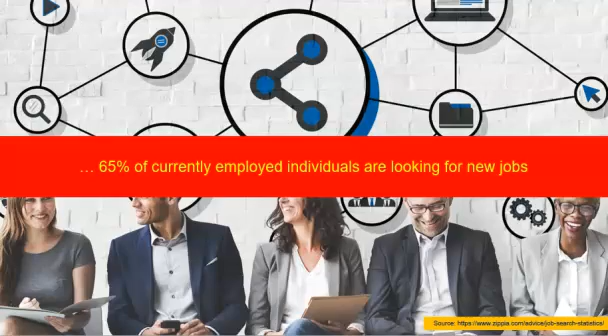 … 65% of currently employed individuals are looking for new jobs
Source: https://www.zippia.com/advice/job-search-statistics/